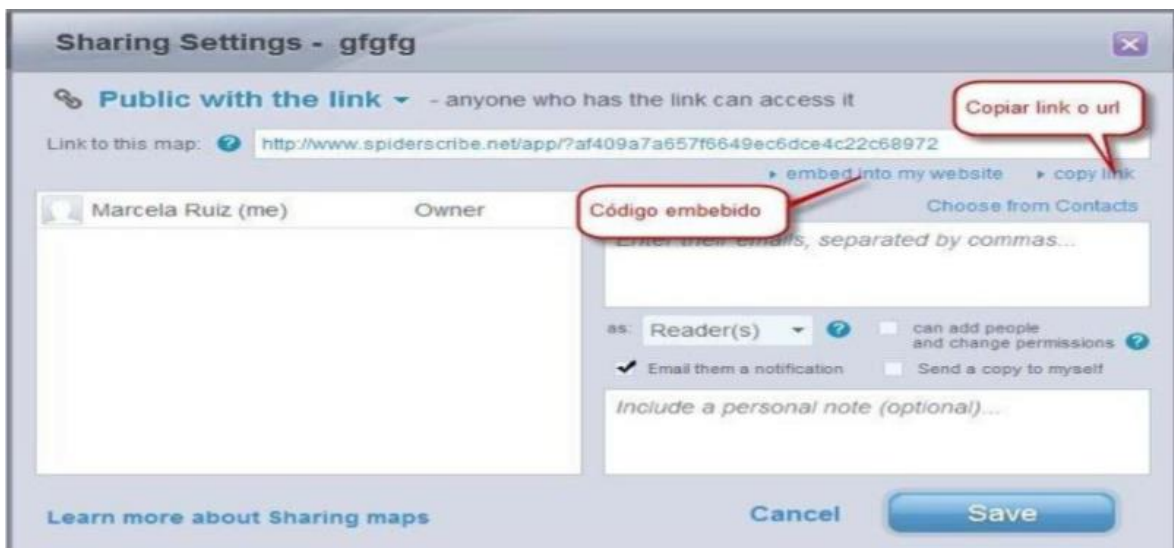 Sharing Settings - gfgfg
Public with the link - anyone who has the link can access it
Copiar link o url
Link to this map: ? http://www.spiderscribe.net/app/?af409a7a657f6649ec6dce4c22c68972
embed into my website copy link
Marcela Ruiz (me) Owner
Código embebido
Choose from Contacts
Enter their emails, separated by commas...
as: Reader(s) ? can add people
and change permissions ?
Email them a notification Send a copy to myself
Include a personal note (optional)...
Learn more about Sharing maps Cancel Save